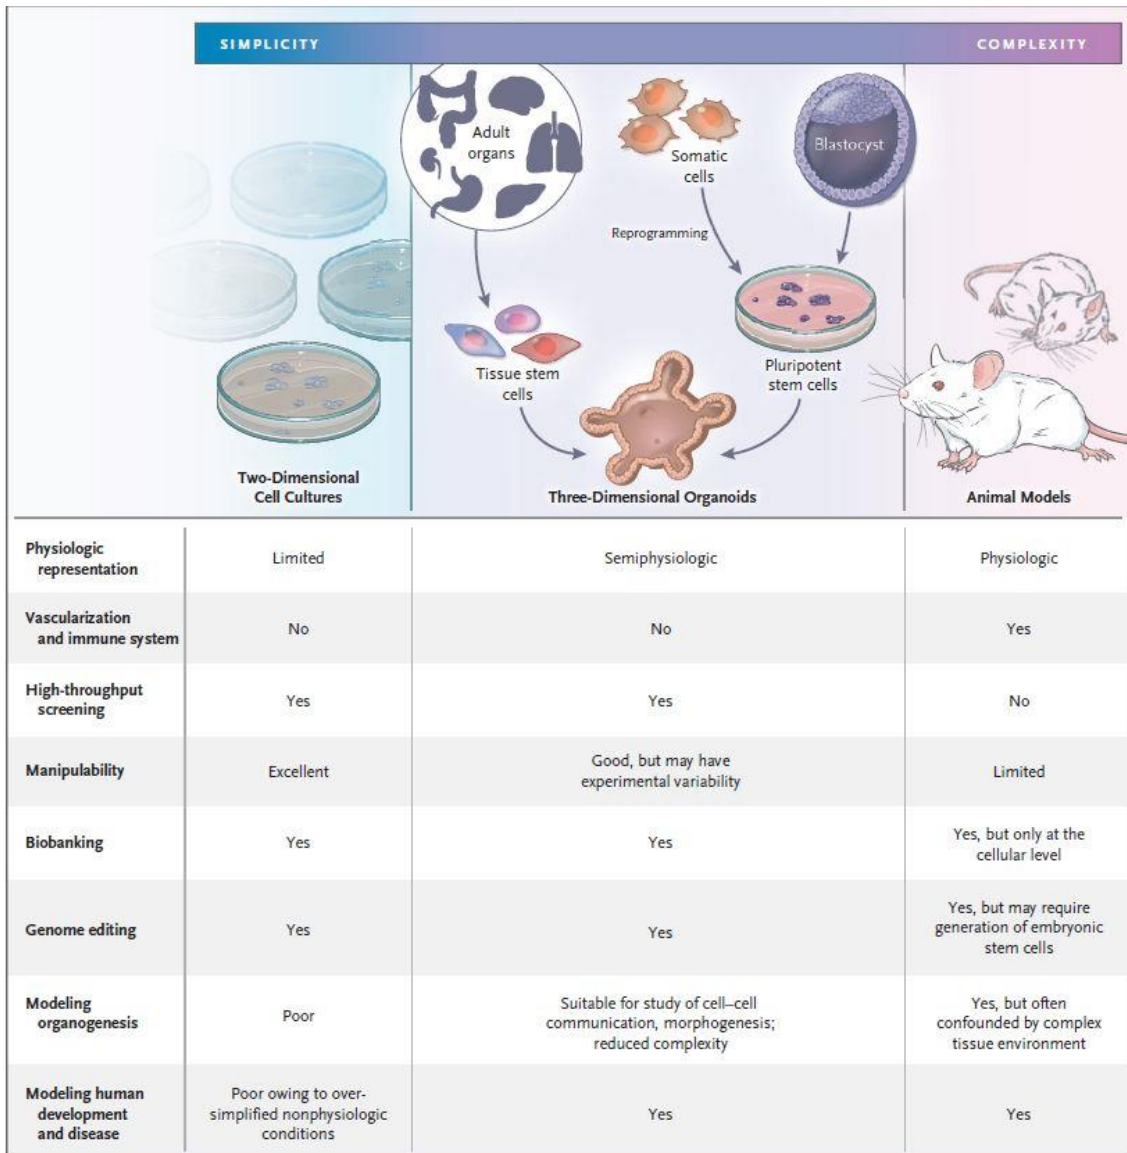 SIMPLICITY
COMPLEXITY
Adult
organs
Somatic
cells
Blastocyst
Reprogramming
Tissue stem
cells
Pluripotent
stem cells
Two-Dimensional
Cell Cultures
Three-Dimensional Organoids
Animal Models
Physiologic
representation
Limited
Semiphysiologic
Physiologic
Vascularization
and immune system
No
No
Yes
High-throughput
screening
Yes
Yes
No
Manipulability
Excellent
Good, but may have
experimental variability
Limited
Biobanking
Yes
Yes
Yes, but only at the
cellular level
Genome editing
Yes
Yes
Yes, but may require
generation of embryonic
stem cells
Modeling
organogenesis
Poor
Suitable for study of cell–cell
communication, morphogenesis;
reduced complexity
Yes, but often
confounded by complex
tissue environment
Modeling human
development
and disease
Poor owing to over-
simplified nonphysiologic
conditions
Yes
Yes